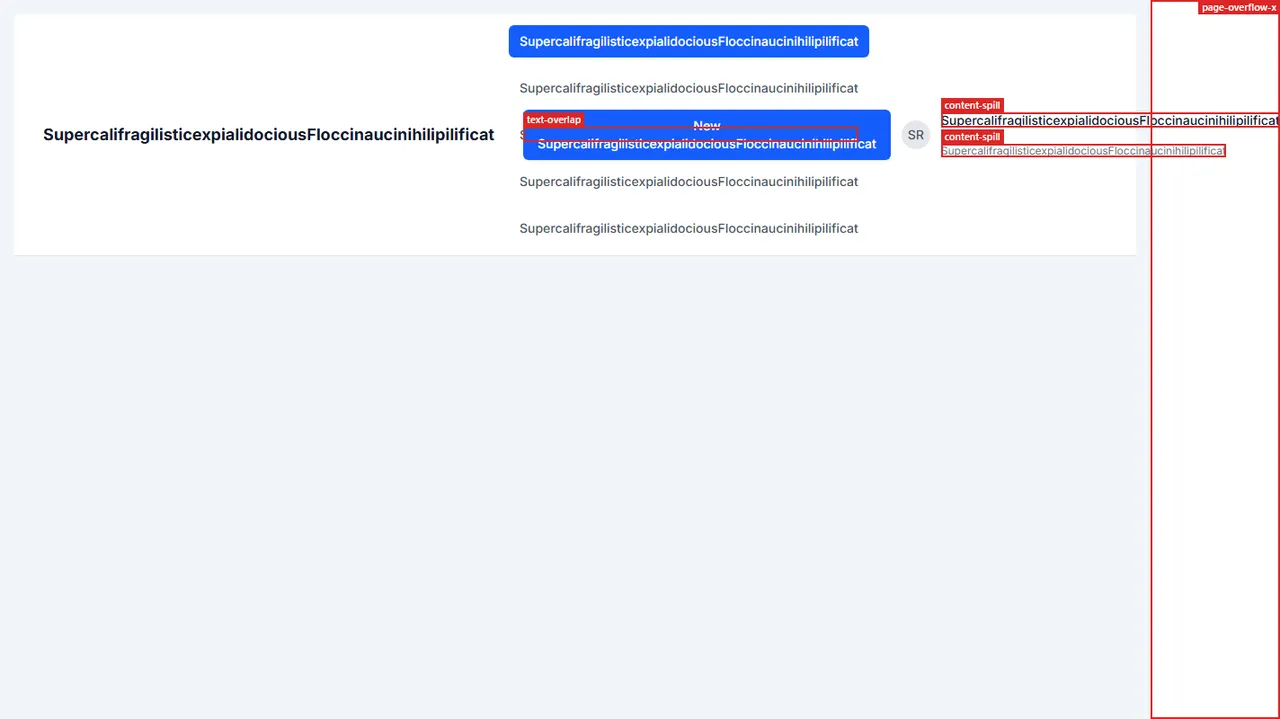 page-overflow-x
SupercalifragilisticexpialidociousFloccinaucinihilipilificat
SupercalifragilisticexpialidociousFloccinaucinihilipilificat
content-spill
SupercalifragilisticexpialidociousFloccinaucinihilipilificat
text-overlap
New
SupercalifragilisticexpialidociousFloccinaucinihilipilificat
SupercalifragilisticexpialidociousFloccinaucinihilipilificat
SR
content-spill
SupercalifragilisticexpialidociousFloccinaucinihilipilificat
SupercalifragilisticexpialidociousFloccinaucinihilipilificat
SupercalifragilisticexpialidociousFloccinaucinihilipilificat